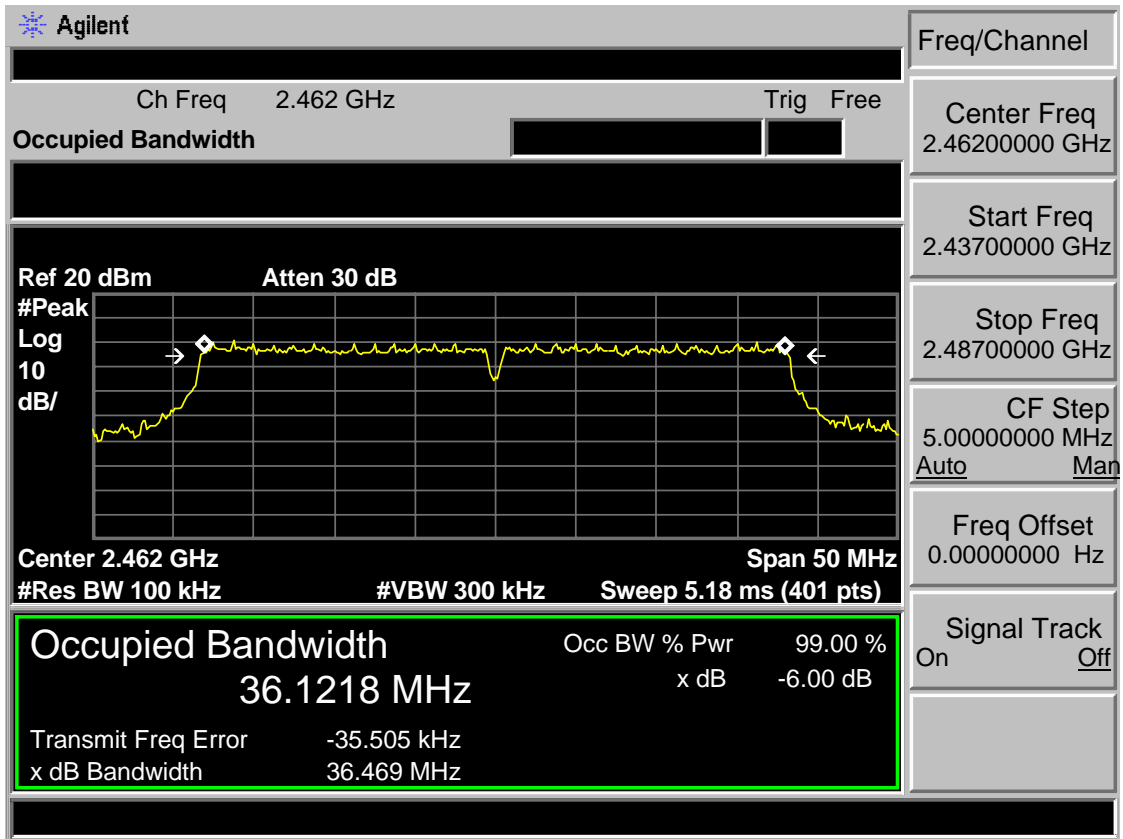 Agilent
Freq/Channel
Ch Freq 2.462 GHz Trig Free
Occupied Bandwidth
Center Freq
2.46200000 GHz
Start Freq
2.43700000 GHz
Stop Freq
2.48700000 GHz
CF Step
5.00000000 MHz
Auto Man
Freq Offset
0.00000000 Hz
Signal Track
On Off
Ref 20 dBm Atten 30 dB
#Peak
Log
10
dB/
Center 2.462 GHz Span 50 MHz
#Res BW 100 kHz #VBW 300 kHz Sweep 5.18 ms (401 pts)
Occupied Bandwidth Occ BW % Pwr 99.00 %
36.1218 MHz x dB -6.00 dB
Transmit Freq Error -35.505 kHz
x dB Bandwidth 36.469 MHz